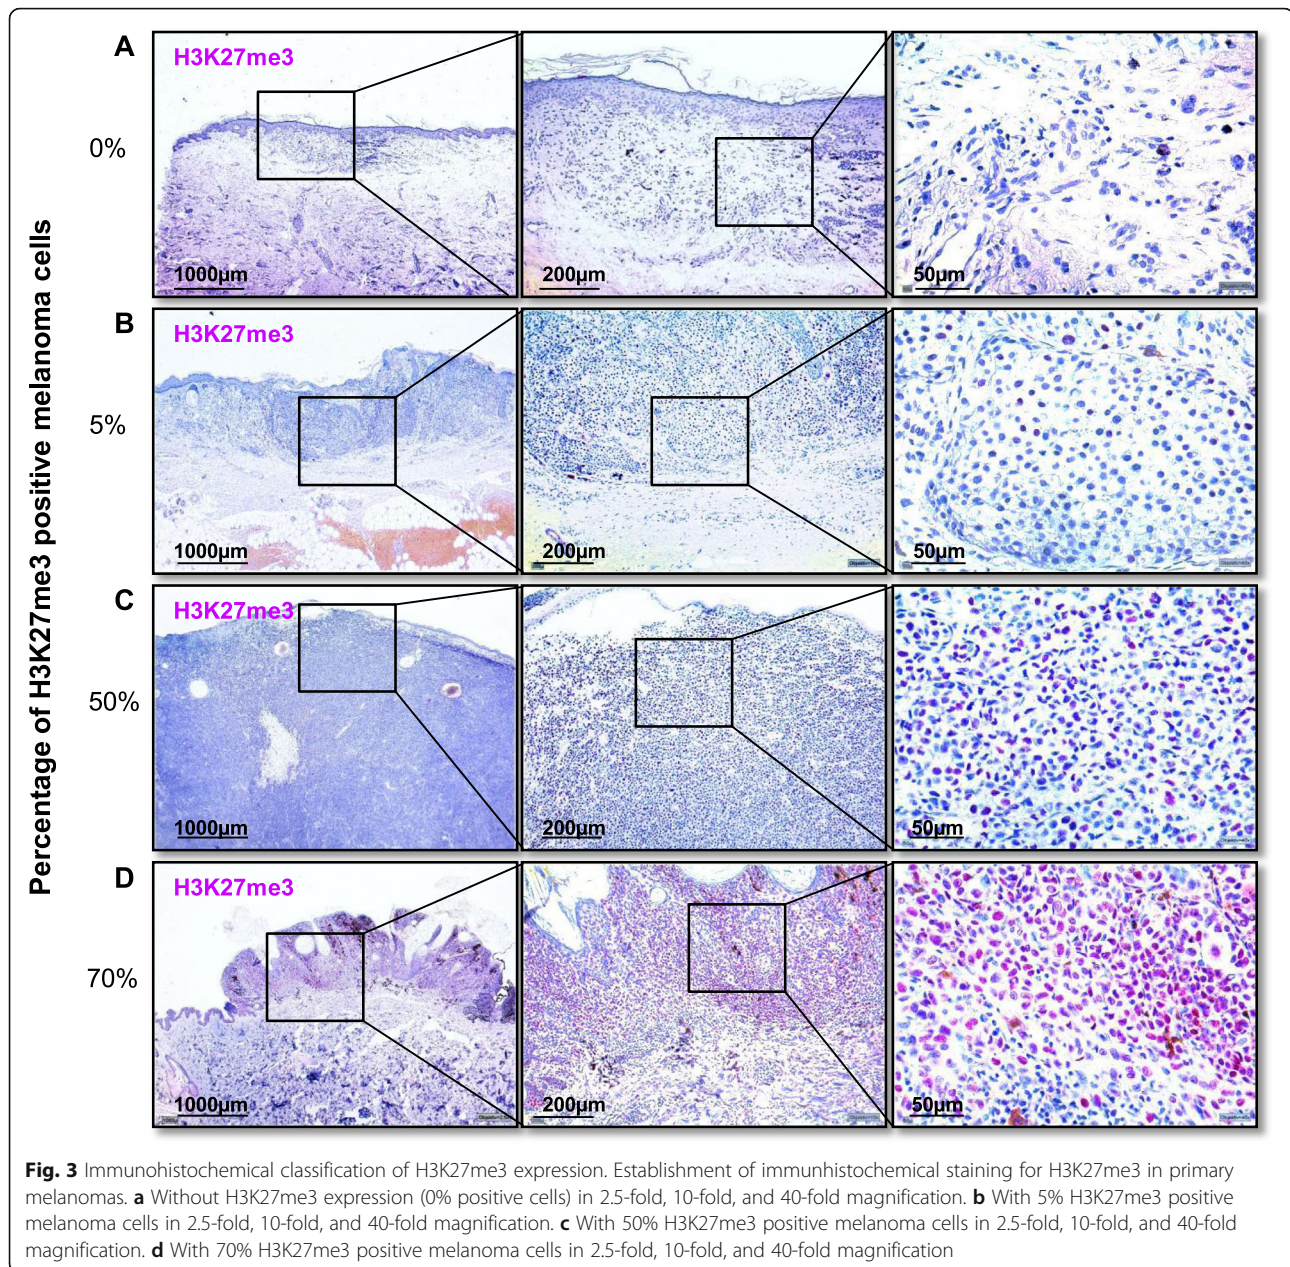 Percentage of H3K27me3 positive melanoma cells
A
H3K27me3
0%
1000μm
200μm
50μm
B
H3K27me3
5%
1000μm
200μm
50μm
C
H3K27me3
50%
1000μm
200μm
50μm
D
H3K27me3
70%
1000μm
200μm
50μm
Fig. 3 Immunohistochemical classification of H3K27me3 expression. Establishment of immunhistochemical staining for H3K27me3 in primary
melanomas. a Without H3K27me3 expression (0% positive cells) in 2.5-fold, 10-fold, and 40-fold magnification. b With 5% H3K27me3 positive
melanoma cells in 2.5-fold, 10-fold, and 40-fold magnification. c With 50% H3K27me3 positive melanoma cells in 2.5-fold, 10-fold, and 40-fold
magnification. d With 70% H3K27me3 positive melanoma cells in 2.5-fold, 10-fold, and 40-fold magnification